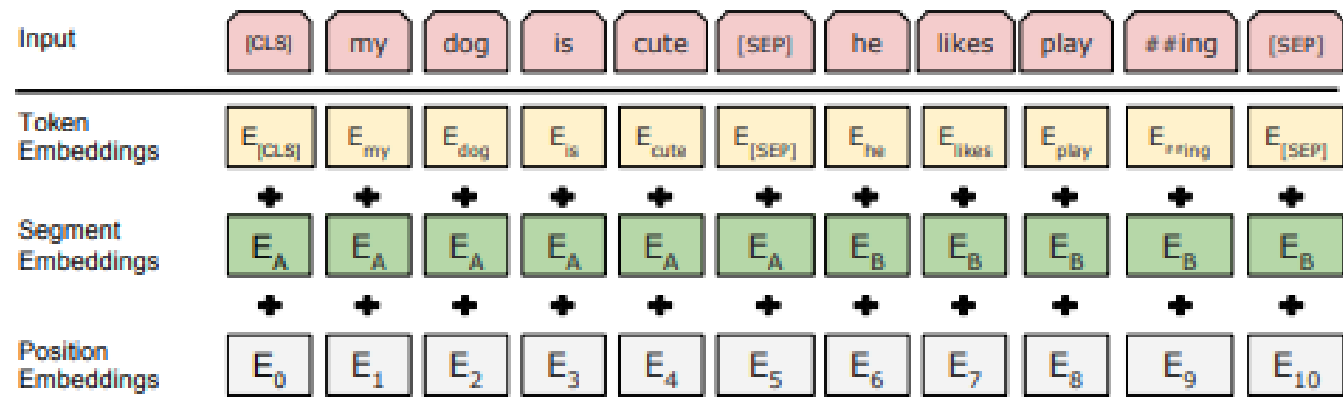 Input [CLS] my dog is cute [SEP] he likes play ##ing [SEP]
Token Embeddings E[CLS] Emy Edog Eis Ecute E[SEP] Ehe Elikes Eplay E##ing E[SEP]
+ + + + + + + + + + +
Segment Embeddings EA EA EA EA EA EA EB EB EB EB EB
+ + + + + + + + + + +
Position Embeddings E0 E1 E2 E3 E4 E5 E6 E7 E8 E9 E10